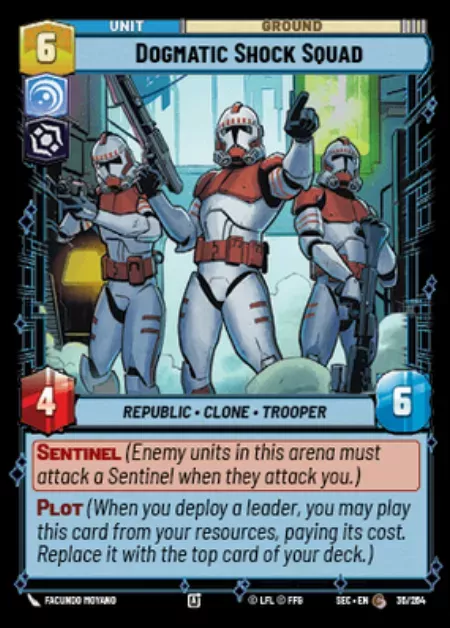 UNIT
GROUND
6
DOGMATIC SHOCK SQUAD
4
REPUBLIC • CLONE • TROOPER
6
SENTINEL (Enemy units in this arena must
attack a Sentinel when they attack you.)
PLOT (When you deploy a leader, you may play
this card from your resources, paying its cost.
Replace it with the top card of your deck.)
FACUNDO MOYANO
© LFL ℗ FFG
SEC • EN